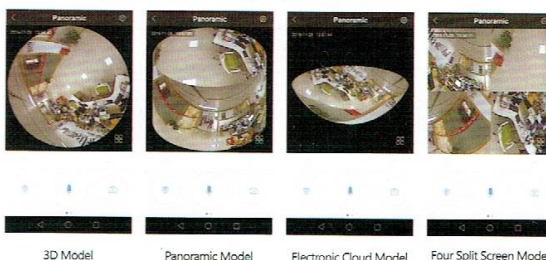 Panoramic
Panoramic
Panoramic
Panoramic
3D Model
Panoramic Model
Electronic Cloud Model
Four Split Screen Mode